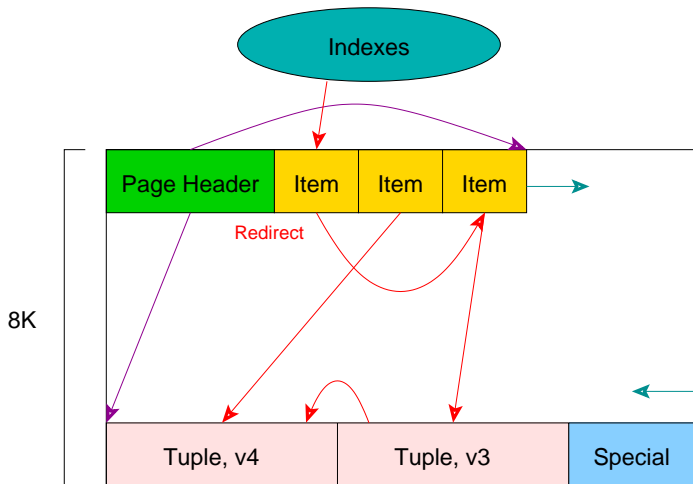 Indexes
Page Header
Item
Item
Item
Redirect
8K
Tuple, v4
Tuple, v3
Special